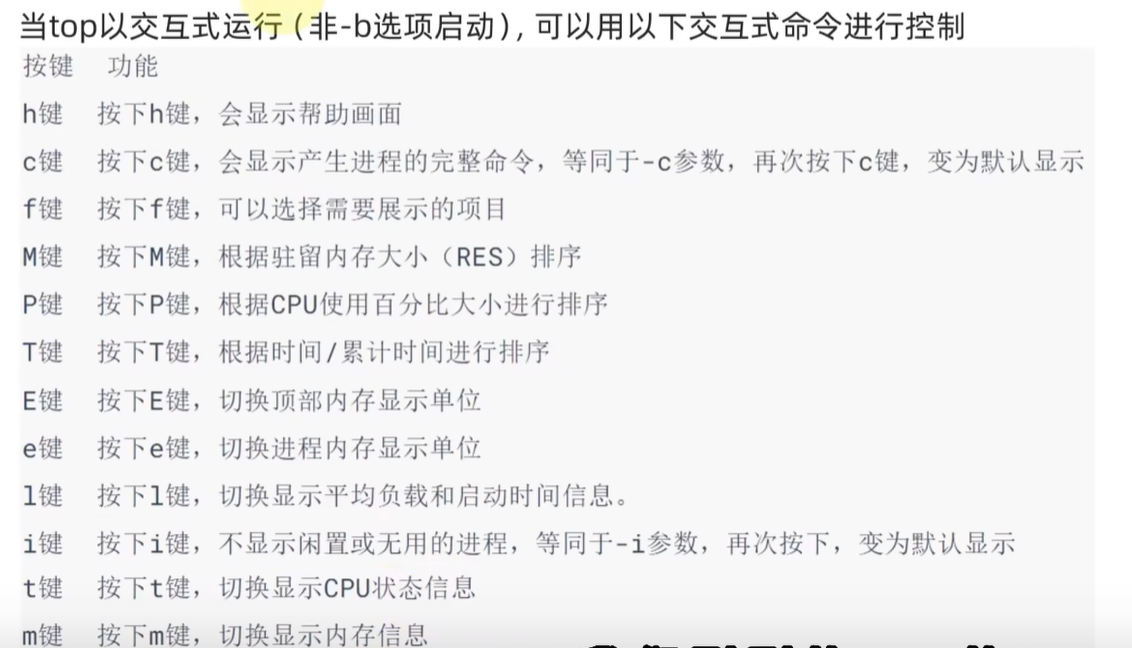 当top以交互式运行（非-b选项启动），可以用以下交互式命令进行控制
按键 功能
h键 按下h键，会显示帮助画面
c键 按下c键，会显示产生进程的完整命令，等同于-c参数，再次按下c键，变为默认显示
f键 按下f键，可以选择需要展示的项目
M键 按下M键，根据驻留内存大小（RES）排序
P键 按下P键，根据CPU使用百分比大小进行排序
T键 按下T键，根据时间/累计时间进行排序
E键 按下E键，切换顶部内存显示单位
e键 按下e键，切换进程内存显示单位
l键 按下l键，切换显示平均负载和启动时间信息。
i键 按下i键，不显示闲置或无用的进程，等同于-i参数，再次按下，变为默认显示
t键 按下t键，切换显示CPU状态信息
m键 按下m键，切换显示内存信息